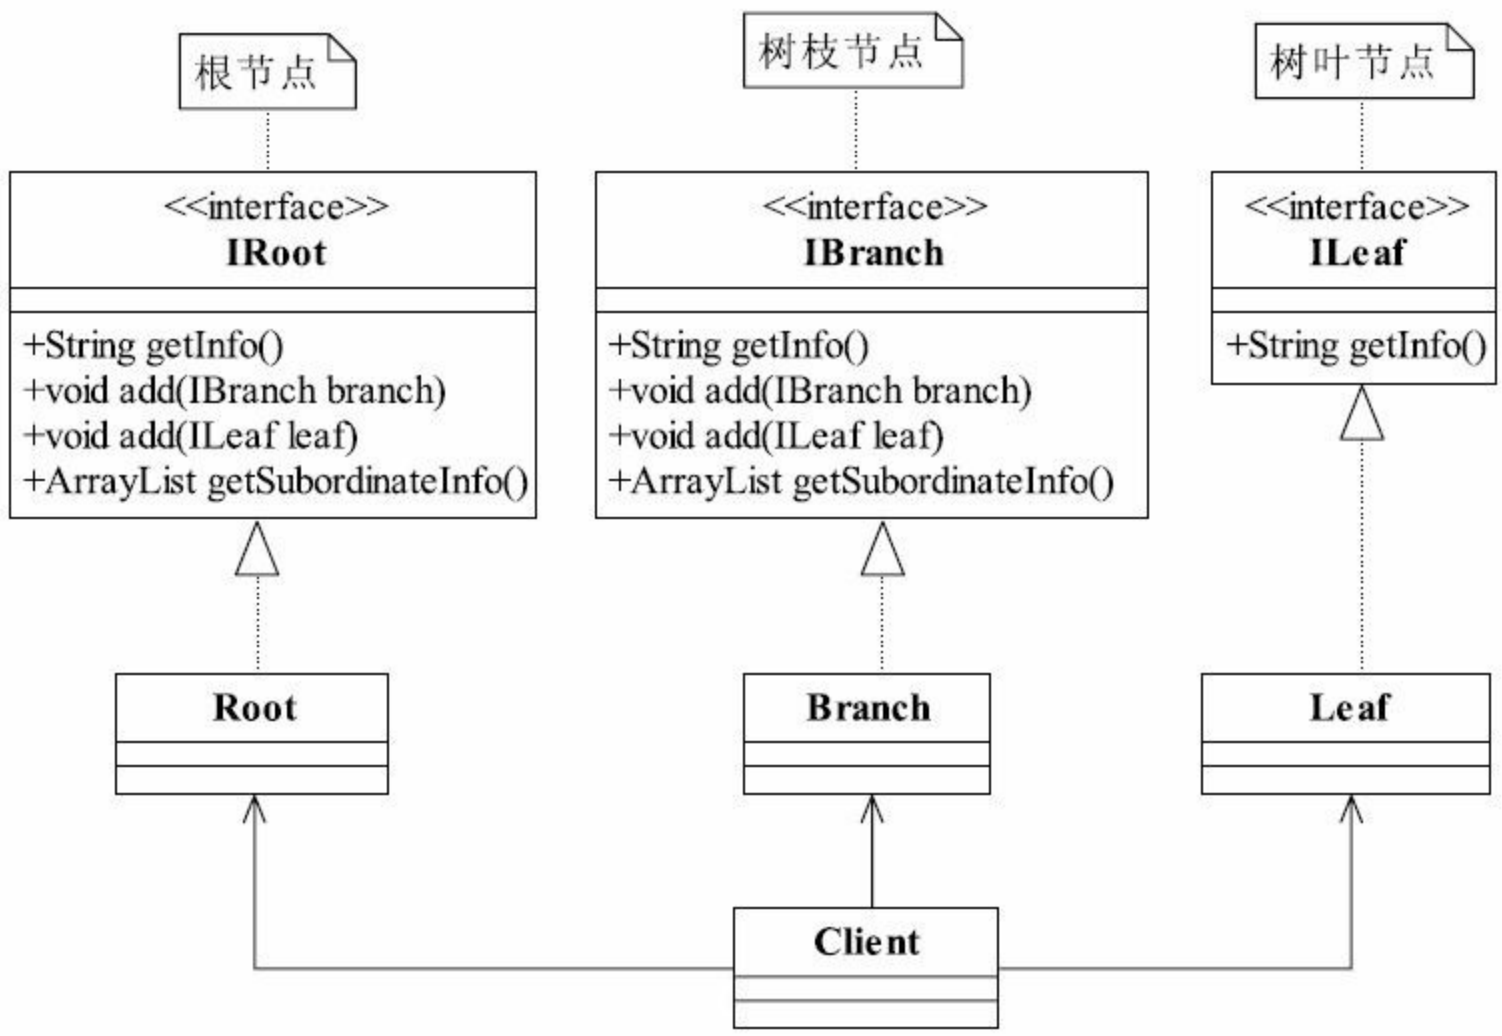 根节点
树枝节点
树叶节点
<<interface>>
IRoot
+String getInfo()
+void add(IBranch branch)
+void add(ILeaf leaf)
+ArrayList getSubordinateInfo()
<<interface>>
IBranch
+String getInfo()
+void add(IBranch branch)
+void add(ILeaf leaf)
+ArrayList getSubordinateInfo()
<<interface>>
ILeaf
+String getInfo()
Root
Branch
Leaf
Client